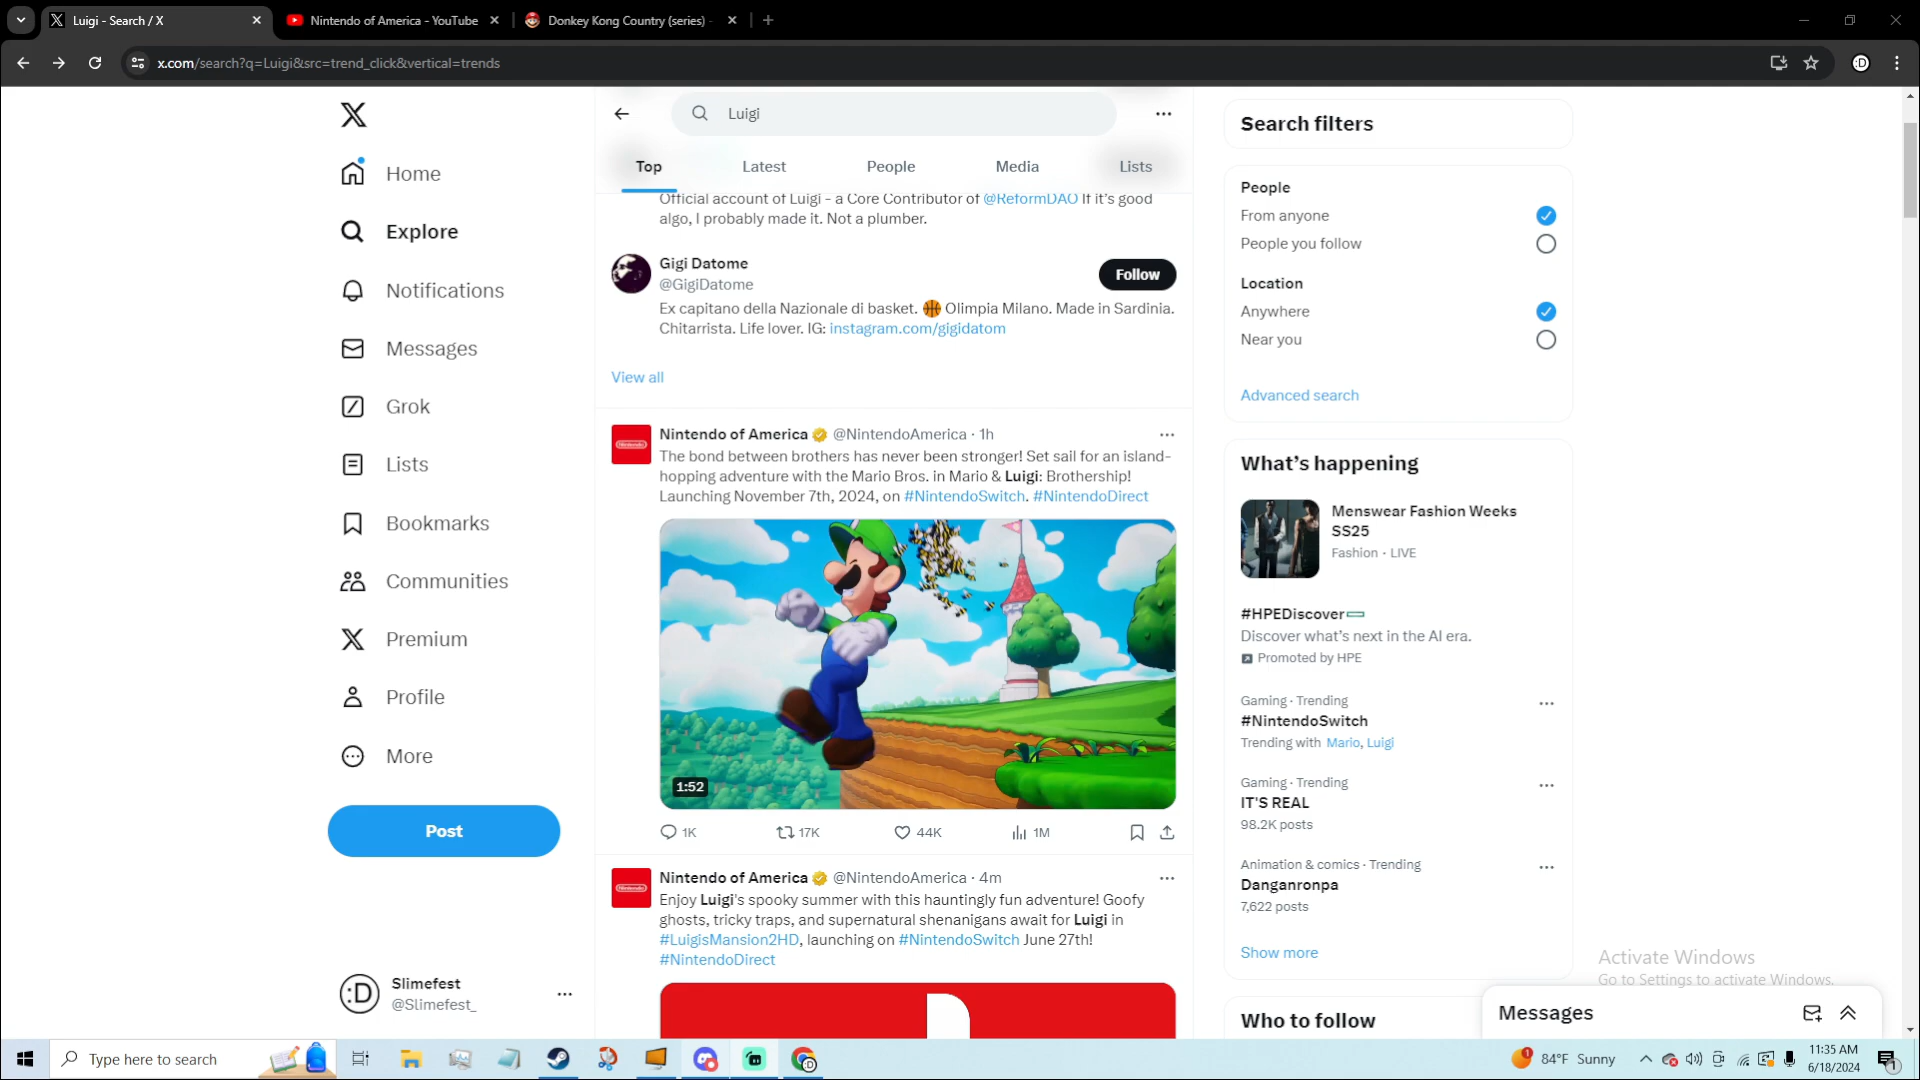 Luigi - Search / X
Nintendo of America - YouTube
Donkey Kong Country (series) -
x.com/search?q=Luigi&src=trend_click&vertical=trends
:D
Home
Explore
Notifications
Messages
Grok
Lists
Bookmarks
Communities
Premium
Profile
More
Post
:D
Slimefest
@Slimefest_
Luigi
Top
Latest
People
Media
Lists
Official account of Luigi - a Core Contributor of @ReformDAO If it's good
algo, I probably made it. Not a plumber.
Gigi Datome
@GigiDatome
Follow
Ex capitano della Nazionale di basket. 🏀 Olimpia Milano. Made in Sardinia.
Chitarrista. Life lover. IG: instagram.com/gigidatom
View all
Nintendo of America @NintendoAmerica · 1h
The bond between brothers has never been stronger! Set sail for an island-
hopping adventure with the Mario Bros. in Mario & Luigi: Brothership!
Launching November 7th, 2024, on #NintendoSwitch. #NintendoDirect
1:52
1K 17K 44K 1M
Nintendo of America @NintendoAmerica · 4m
Enjoy Luigi's spooky summer with this hauntingly fun adventure! Goofy
ghosts, tricky traps, and supernatural shenanigans await for Luigi in
#LuigisMansion2HD, launching on #NintendoSwitch June 27th!
#NintendoDirect
Search filters
People
From anyone
People you follow
Location
Anywhere
Near you
Advanced search
What's happening
Menswear Fashion Weeks
SS25
Fashion · LIVE
#HPEDiscover
Discover what's next in the AI era.
Promoted by HPE
Gaming · Trending
#NintendoSwitch
Trending with Mario, Luigi
Gaming · Trending
IT'S REAL
98.2K posts
Animation & comics · Trending
Danganronpa
7,622 posts
Show more
Who to follow
Activate Windows
Go to Settings to activate Windows.
Messages
Type here to search
84°F Sunny
11:35 AM
6/18/2024